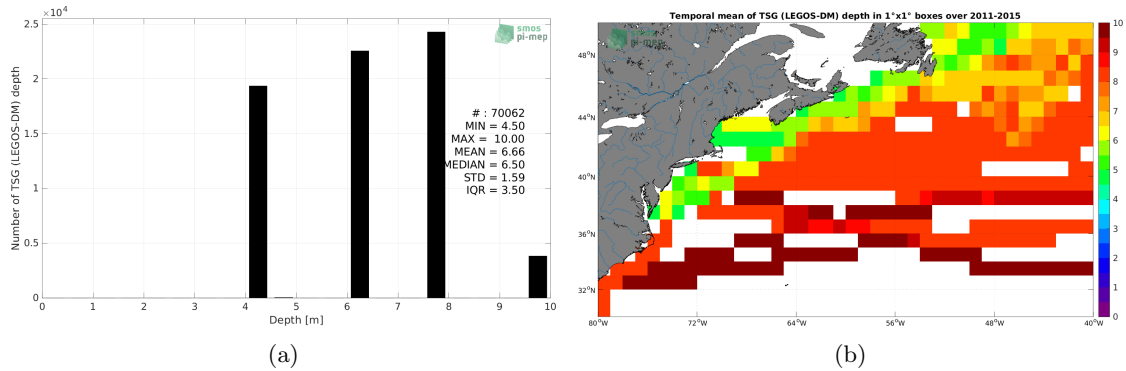 ×10⁴
2.5
2
1.5
1
0.5
0
Number of TSG (LEGOS-DM) depth
smos
pi-mep
# : 70062
MIN = 4.50
MAX = 10.00
MEAN = 6.66
MEDIAN = 6.50
STD = 1.59
IQR = 3.50
0 1 2 3 4 5 6 7 8 9 10
Depth [m]
(a)
Temporal mean of TSG (LEGOS-DM) depth in 1°x1° boxes over 2011-2015
smos
pi-mep
48°N
44°N
40°N
36°N
32°N
80°W 72°W 64°W 56°W 48°W 40°W
10
9
8
7
6
5
4
3
2
1
0
(b)